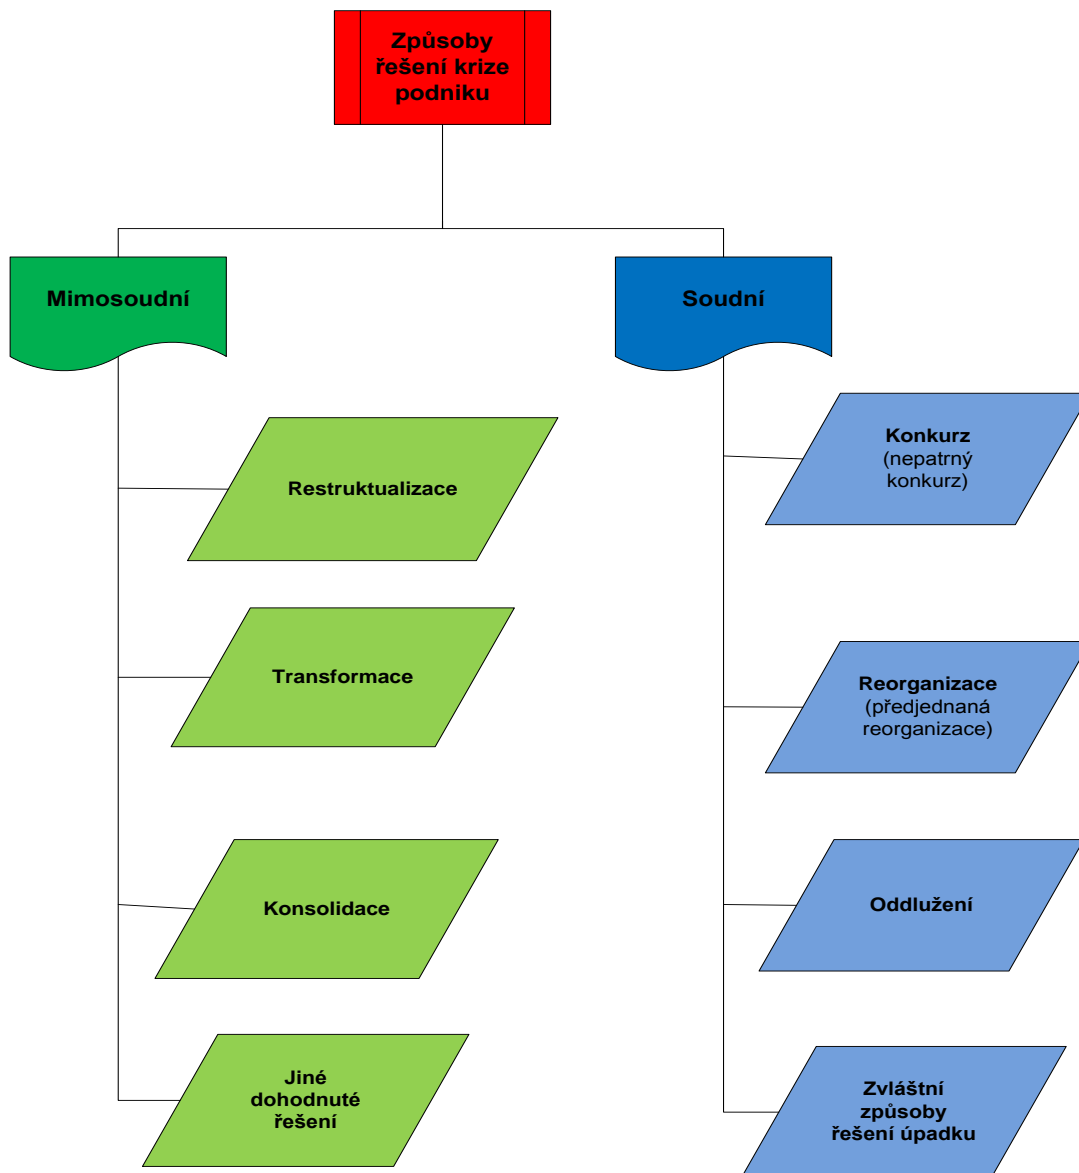 Způsoby
řešení krize
podniku
Mimosoudní
Soudní
Restruktualizace
Transformace
Konsolidace
Jiné
dohodnuté
řešení
Konkurz
(nepatrný
konkurz)
Reorganizace
(předjednaná
reorganizace)
Oddlužení
Zvláštní
způsoby
řešení úpadku